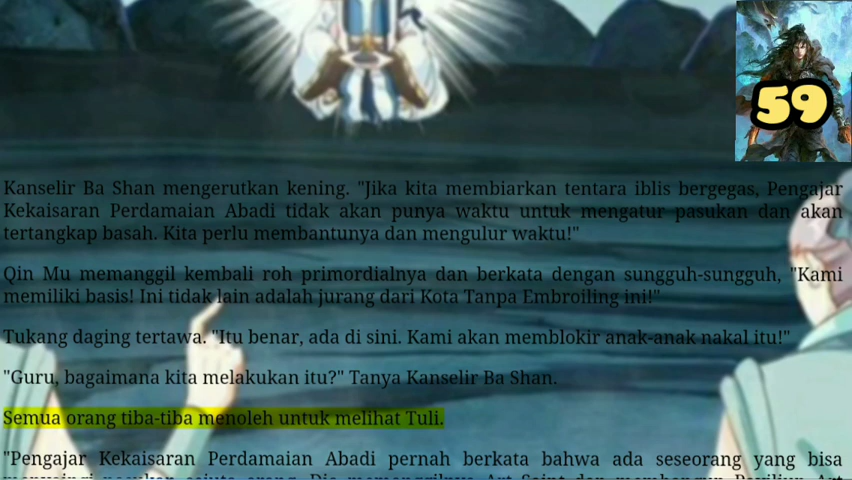 59
Kanselir Ba Shan mengerutkan kening. "Jika kita membiarkan tentara iblis bergegas, Pengajar
Kekaisaran Perdamaian Abadi tidak akan punya waktu untuk mengatur pasukan dan akan
tertangkap basah. Kita perlu membantunya dan mengulur waktu!"
Qin Mu memanggil kembali roh primordialnya dan berkata dengan sungguh-sungguh, "Kami
memiliki basis! Ini tidak lain adalah jurang dari Kota Tanpa Embroiling ini!"
Tukang daging tertawa. "Itu benar, ada di sini. Kami akan memblokir anak-anak nakal itu!"
"Guru, bagaimana kita melakukan itu?" Tanya Kanselir Ba Shan.
Semua orang tiba-tiba menoleh untuk melihat Tuli.
"Pengajar Kekaisaran Perdamaian Abadi pernah berkata bahwa ada seseorang yang bisa